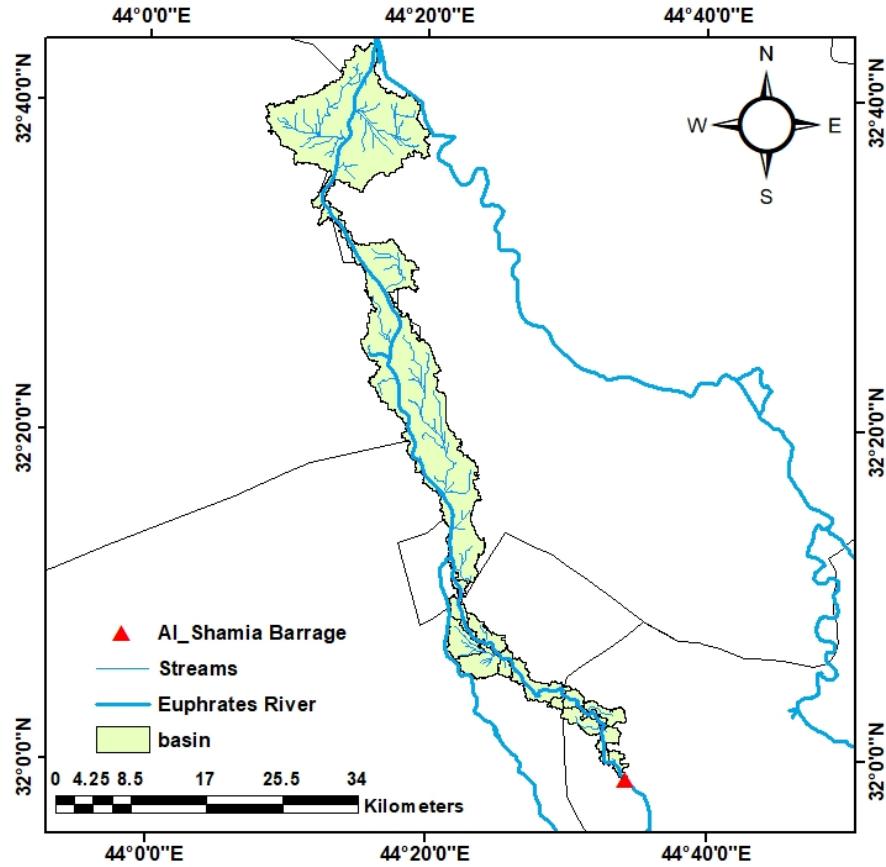 44°0'0"E 44°20'0"E 44°40'0"E
32°40'0"N
32°40'0"N
N
W E
S
32°20'0"N
32°20'0"N
Al_Shamia Barrage
Streams
Euphrates River
basin
32°0'0"N
32°0'0"N
0 4.25 8.5 17 25.5 34
Kilometers
44°0'0"E 44°20'0"E 44°40'0"E